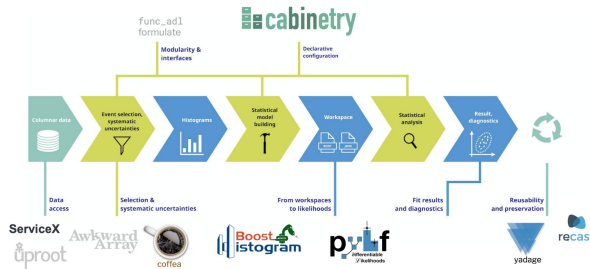 func_adl
formulate
cabinetry
Modularity &
interfaces
Declarative
configuration
Columnar data
Event selection,
systematic
uncertainties
Histograms
Statistical
model
building
Workspace
Statistical
analysis
Result,
diagnostics
Data
access
Selection &
systematic uncertainties
From workspaces
to likelihoods
Fit results
and diagnostics
Reusability
and preservation
ServiceX
uproot
Awkward
Array
coffea
Boost
Histogram
pyhf
differentiable
likelihoods
yadage
recast